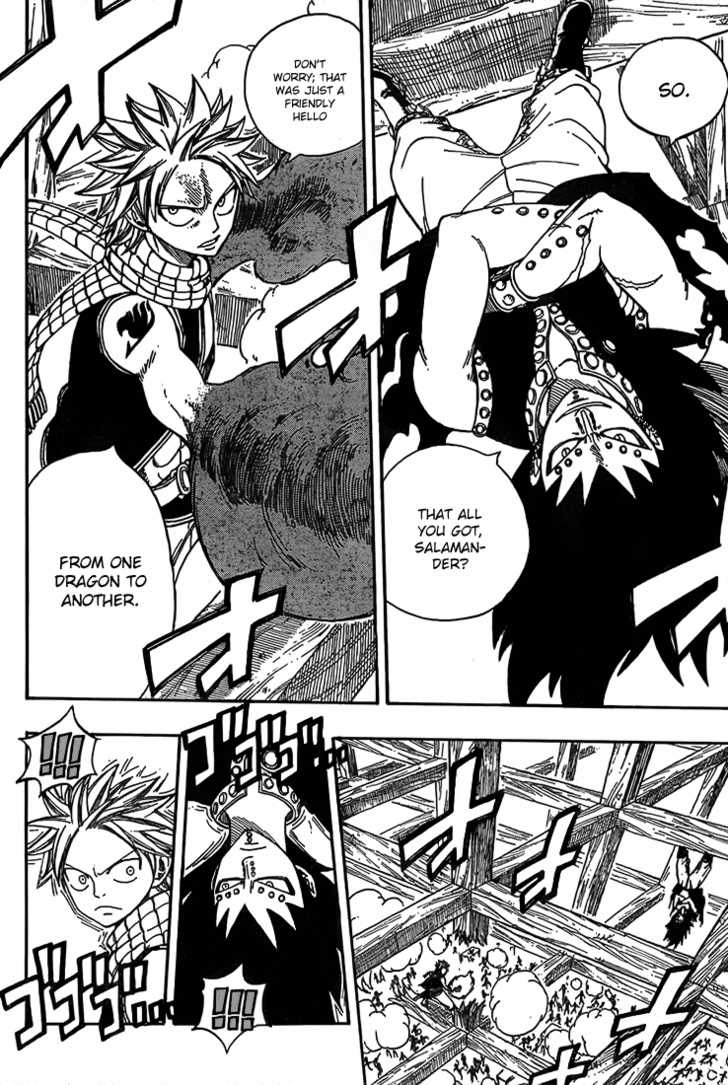 SO.
THAT ALL
YOU GOT,
SALAMAN-
DER?
DON'T
WORRY; THAT
WAS JUST A
FRIENDLY
HELLO
FROM ONE
DRAGON TO
ANOTHER.
ゴゴゴ
!!!
!!!
ゴゴゴ